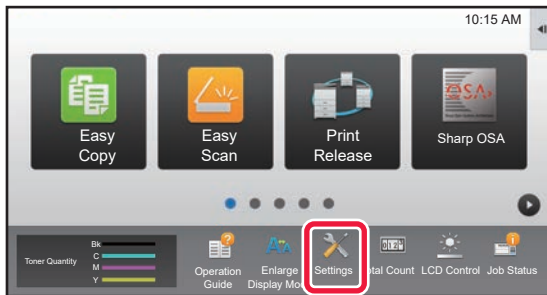 10:15 AM
Easy
Copy
Easy
Scan
Print
Release
OSA
Sharp OSA
Toner Quantity
Bk
C
M
Y
Operation
Guide
Enlarge
Display Mo
Settings
tal Count
LCD Control
Job Status